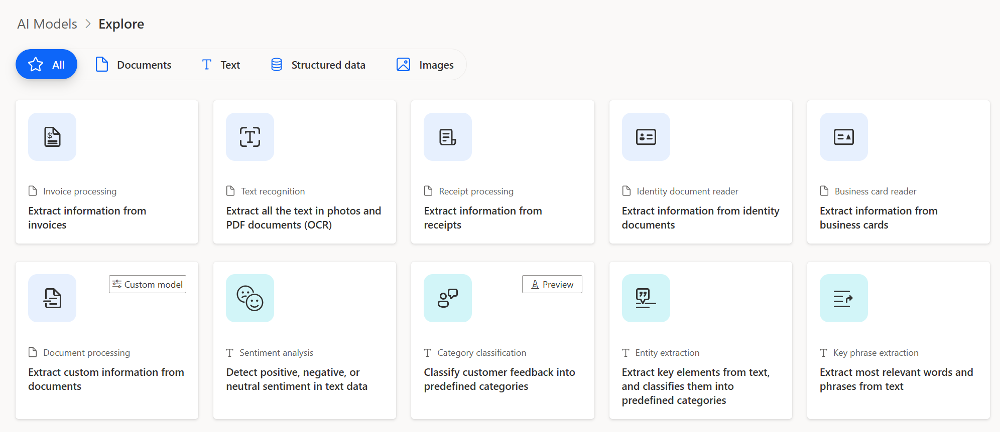 AI Models > Explore
All Documents Text Structured data Images
Invoice processing
Extract information from
invoices
Text recognition
Extract all the text in photos and
PDF documents (OCR)
Receipt processing
Extract information from
receipts
Identity document reader
Extract information from identity
documents
Business card reader
Extract information from
business cards
Custom model
Document processing
Extract custom information from
documents
Sentiment analysis
Detect positive, negative, or
neutral sentiment in text data
Preview
Category classification
Classify customer feedback into
predefined categories
Entity extraction
Extract key elements from text,
and classifies them into
predefined categories
Key phrase extraction
Extract most relevant words and
phrases from text